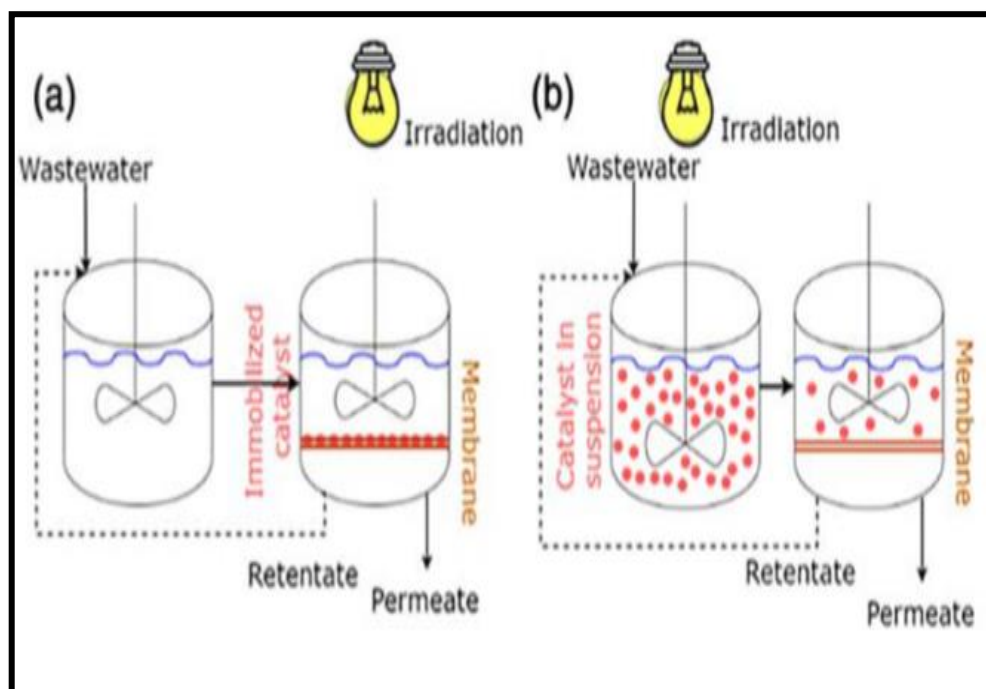 (a)
Irradiation
Wastewater
Immobilized
catalyst
Membrane
Retentate
Permeate
(b)
Irradiation
Wastewater
Catalyst In
suspension
Membrane
Retentate
Permeate